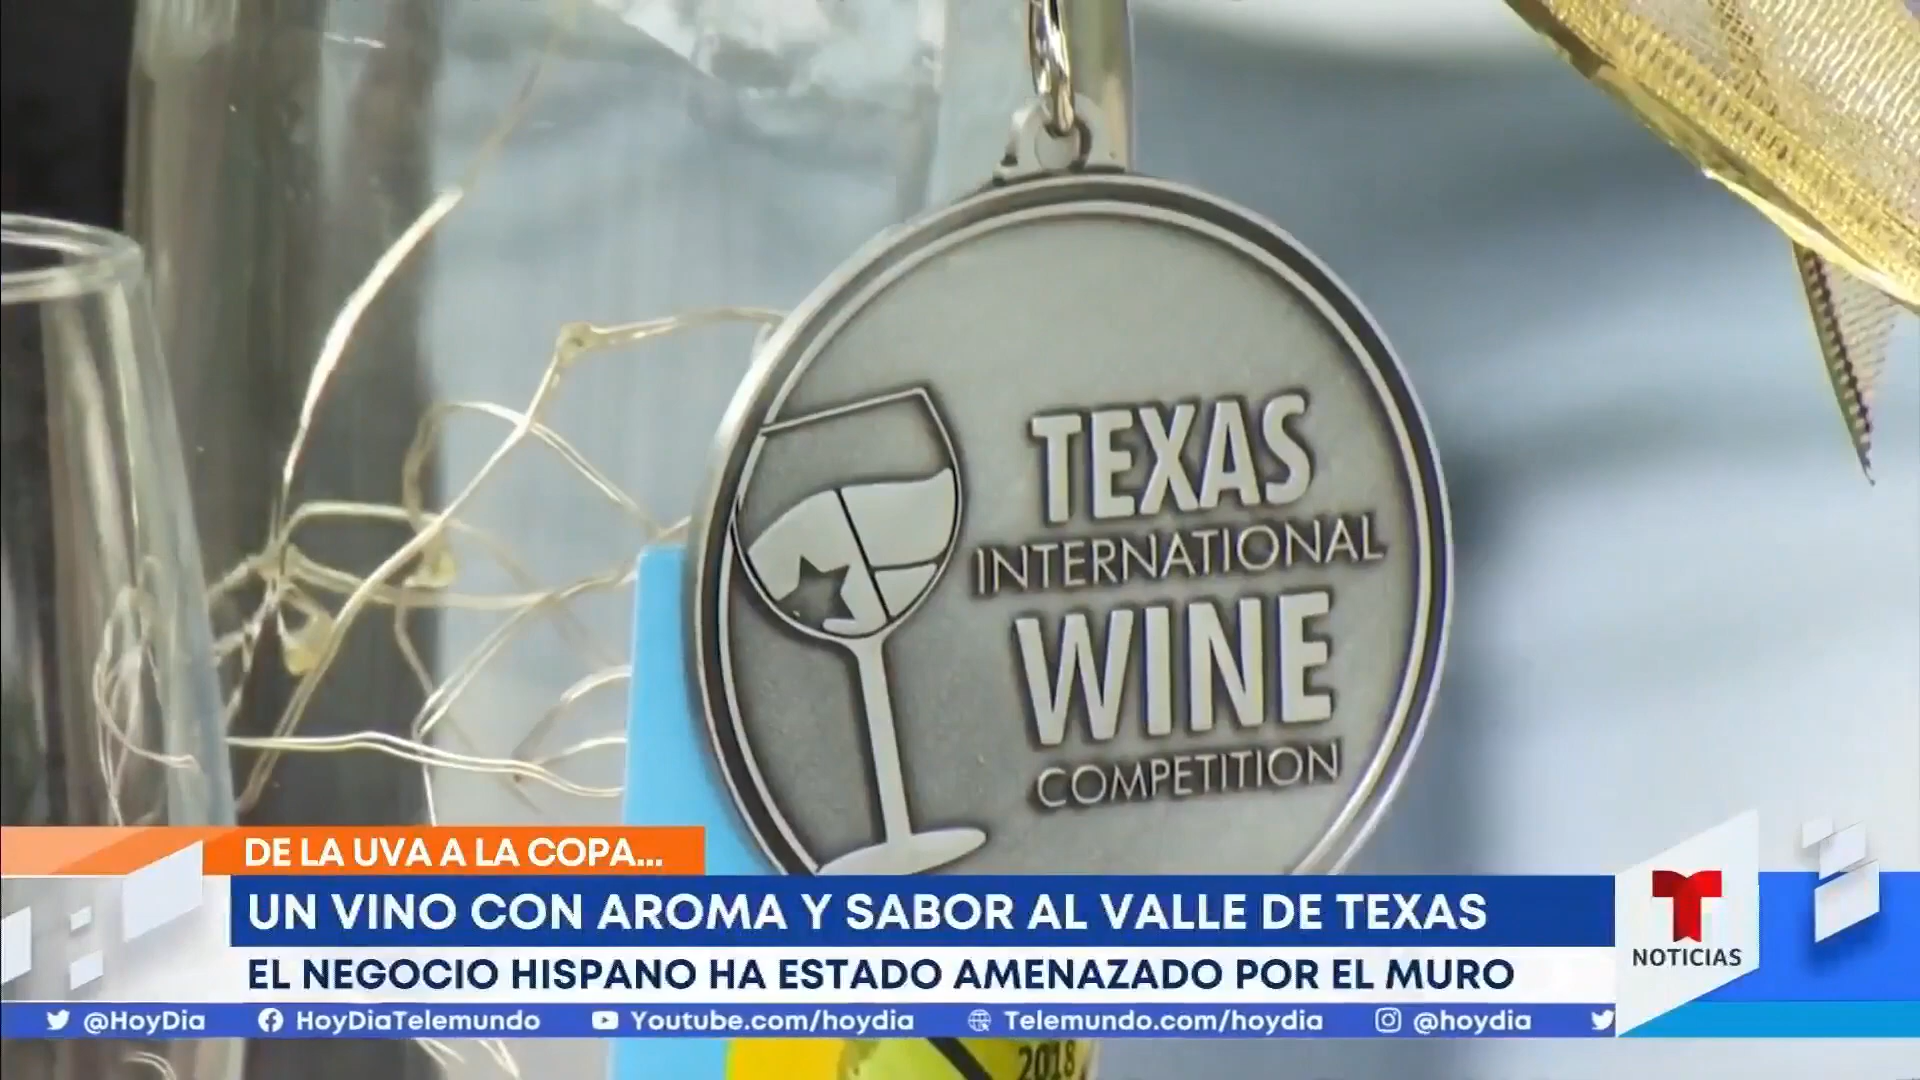 TEXAS
INTERNATIONAL
WINE
COMPETITION
DE LA UVA A LA COPA...
UN VINO CON AROMA Y SABOR AL VALLE DE TEXAS
EL NEGOCIO HISPANO HA ESTADO AMENAZADO POR EL MURO
T
NOTICIAS
@HoyDia HoyDiaTelemundo Youtube.com/hoydia Telemundo.com/hoydia @hoydia
2018